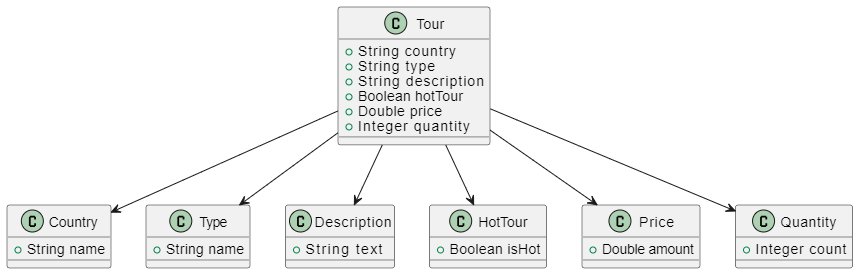 C Tour
String country
String type
String description
Boolean hotTour
Double price
Integer quantity
C Country
String name
C Type
String name
C Description
String text
C HotTour
Boolean isHot
C Price
Double amount
C Quantity
Integer count